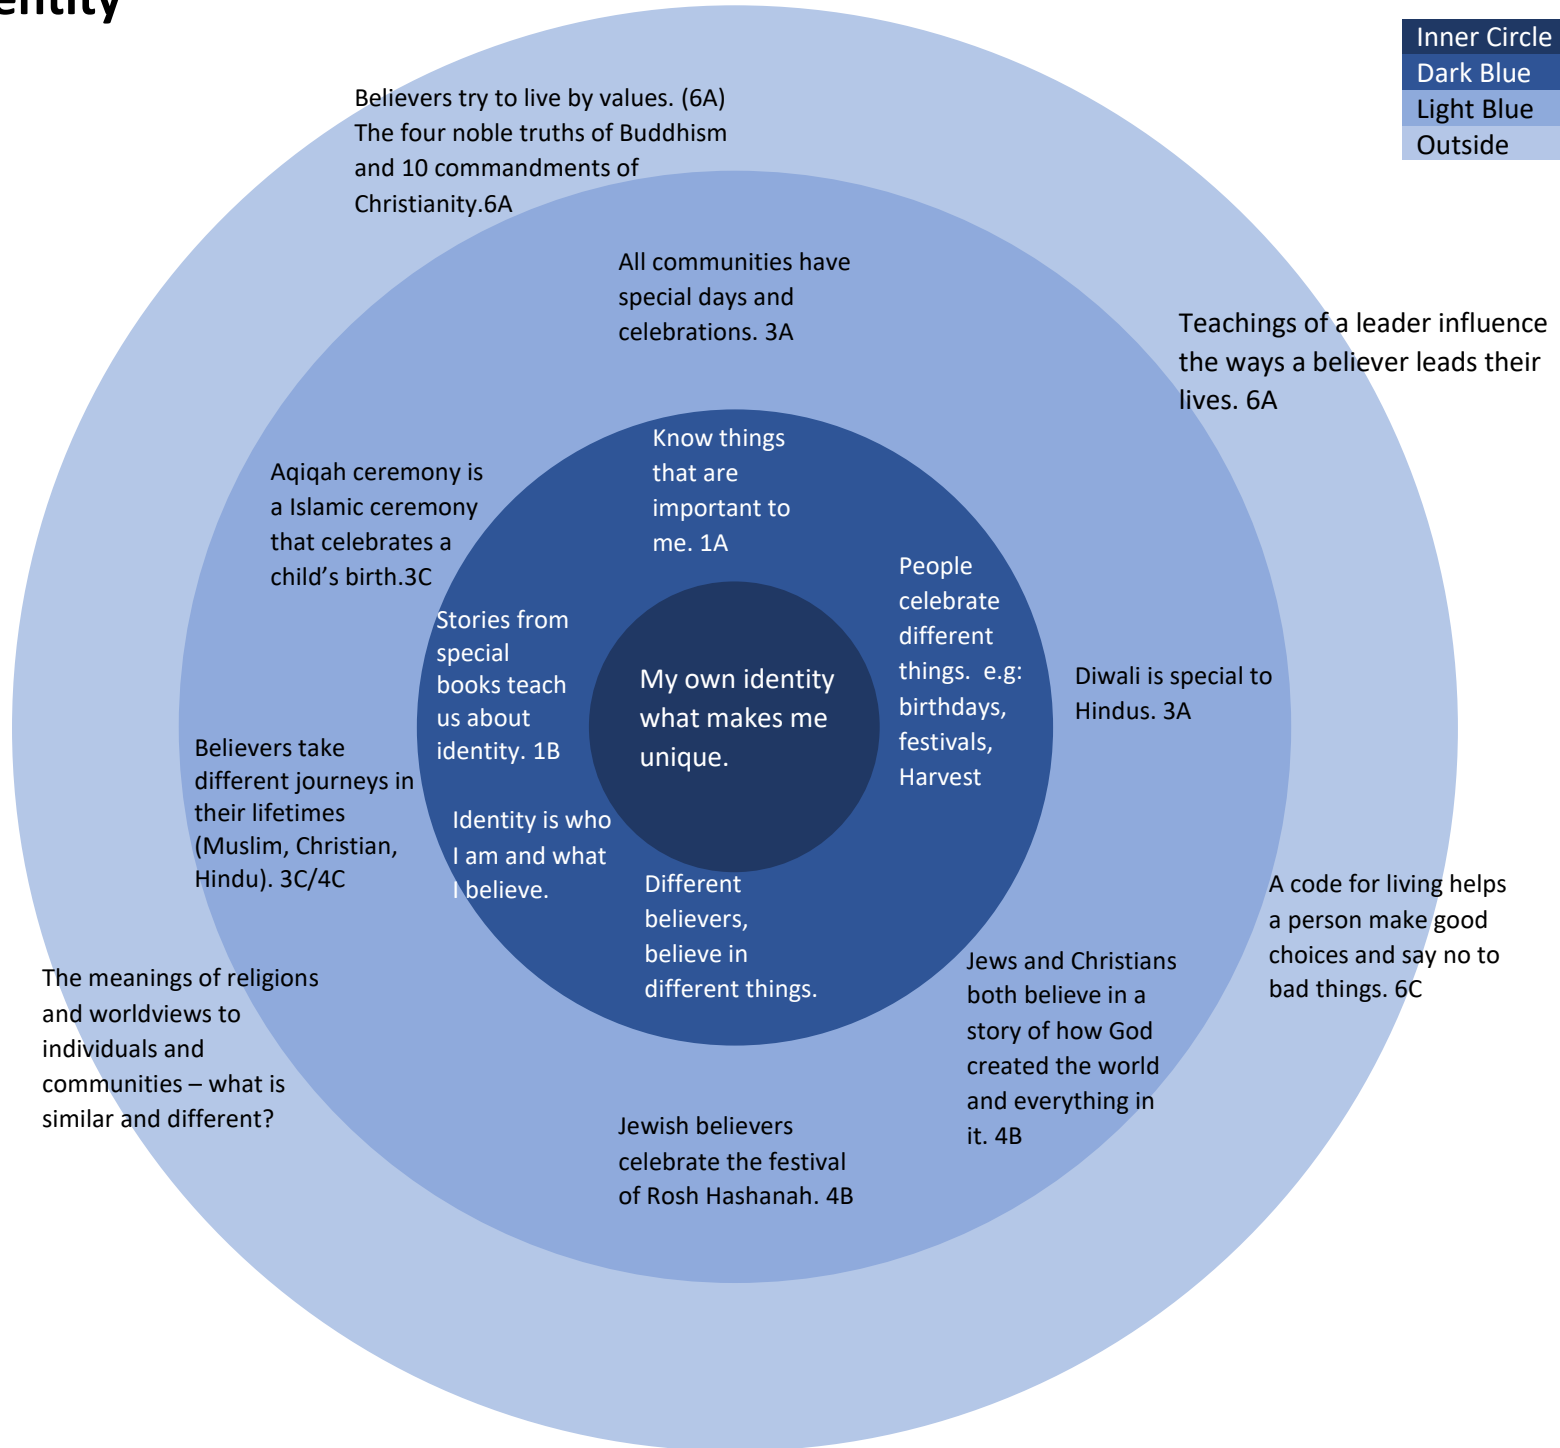 entity
Inner Circle
Dark Blue
Light Blue
Outside
Believers try to live by values. (6A)
The four noble truths of Buddhism
and 10 commandments of
Christianity.6A
All communities have
special days and
celebrations. 3A
Teachings of a leader influence
the ways a believer leads their
lives. 6A
Know things
that are
important to
me. 1A
Aqiqah ceremony is
a Islamic ceremony
that celebrates a
child’s birth.3C
People
celebrate
different
things.  e.g:
birthdays,
festivals,
Harvest
Stories from
special
books teach
us about
identity. 1B
My own identity
what makes me
unique.
Diwali is special to
Hindus. 3A
Believers take
different journeys in
their lifetimes
(Muslim, Christian,
Hindu). 3C/4C
Identity is who
I am and what
I believe.
Different
believers,
believe in
different things.
A code for living helps
a person make good
choices and say no to
bad things. 6C
Jews and Christians
both believe in a
story of how God
created the world
and everything in
it. 4B
The meanings of religions
and worldviews to
individuals and
communities – what is
similar and different?
Jewish believers
celebrate the festival
of Rosh Hashanah. 4B